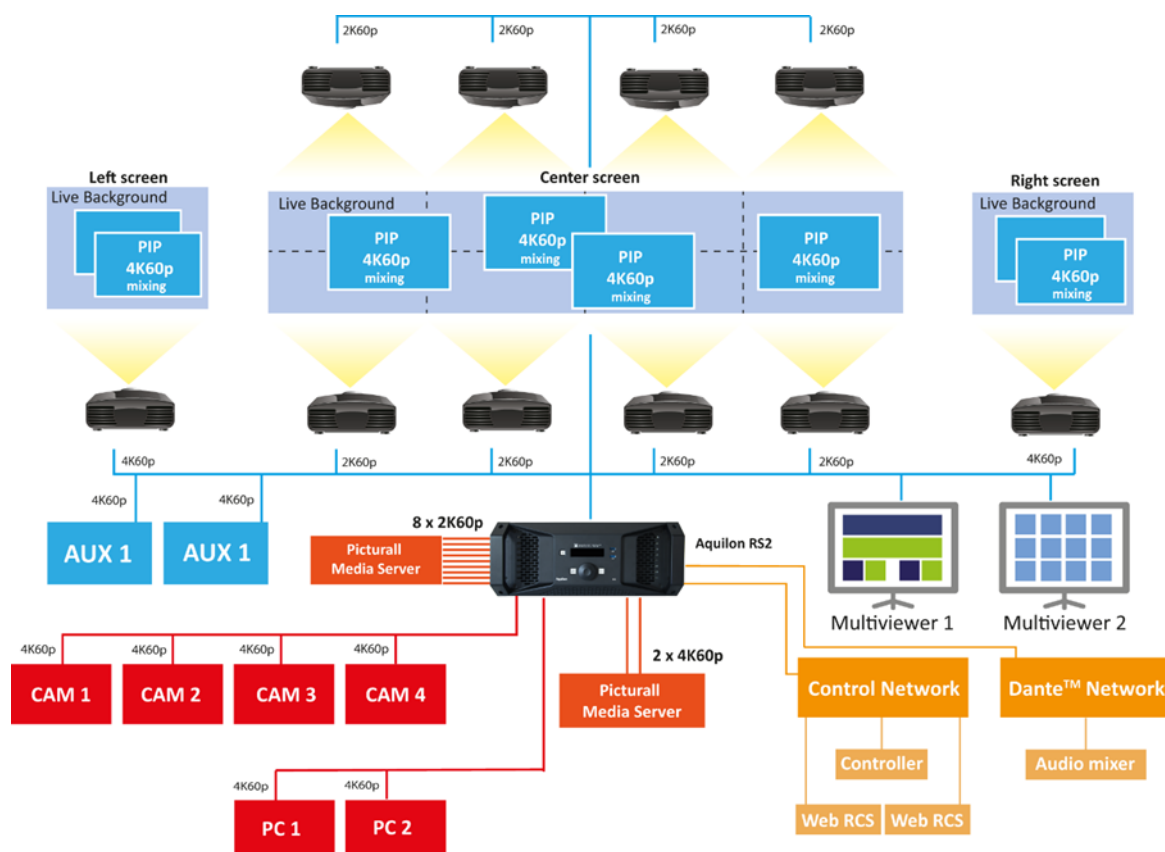 2K60p
2K60p
2K60p
2K60p
Left screen
Center screen
Right screen
Live Background
PIP
4K60p
mixing
Live Background
PIP
4K60p
mixing
PIP
4K60p
mixing
PIP
4K60p
mixing
PIP
4K60p
mixing
Live Background
PIP
4K60p
mixing
4K60p
2K60p
2K60p
2K60p
2K60p
4K60p
4K60p
4K60p
AUX 1
AUX 1
8 x 2K60p
Picturall
Media Server
Aquilon RS2
Multiviewer 1
Multiviewer 2
4K60p
4K60p
4K60p
4K60p
CAM 1
CAM 2
CAM 3
CAM 4
2 x 4K60p
Picturall
Media Server
Control Network
Dante™ Network
Controller
Audio mixer
4K60p
4K60p
PC 1
PC 2
Web RCS
Web RCS